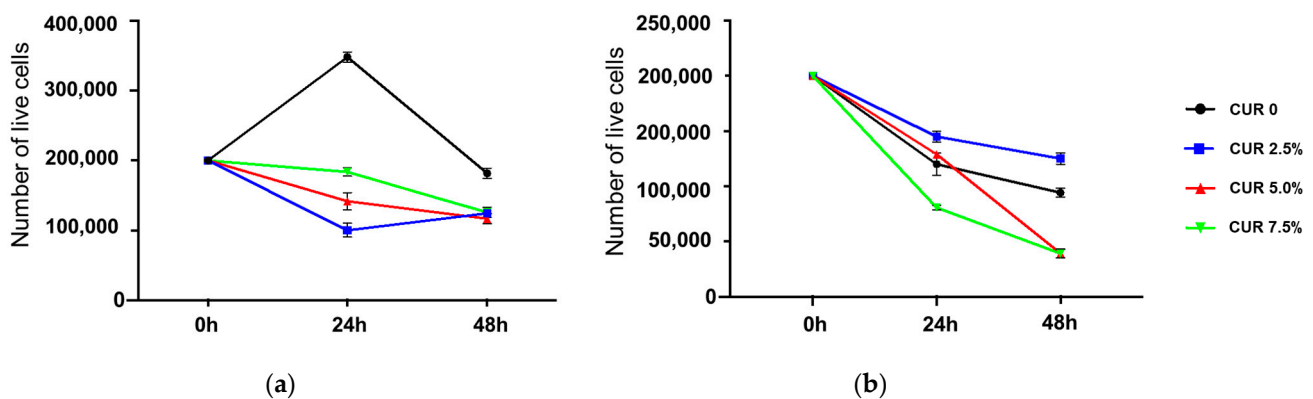 Number of live cells
400,000
300,000
200,000
100,000
0
0h 24h 48h
(a)
Number of live cells
250,000
200,000
200,000
100,000
50,000
0
0h 24h 48h
(b)
CUR 0
CUR 2.5%
CUR 5.0%
CUR 7.5%